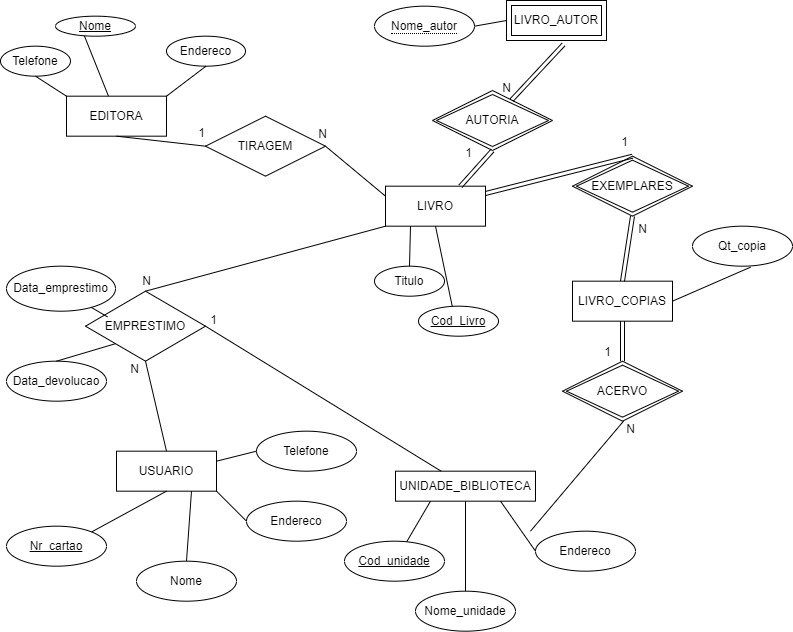 LIVRO_AUTOR
Nome_autor
Nome
Endereco
Telefone
EDITORA
N
AUTORIA
1
N
TIRAGEM
1
1
EXEMPLARES
LIVRO
N
Qt_copia
Titulo
N
Data_emprestimo
LIVRO_COPIAS
Cod_Livro
1
EMPRESTIMO
1
N
Data_devolucao
ACERVO
N
Telefone
USUARIO
UNIDADE_BIBLIOTECA
Endereco
Nr_cartao
Endereco
Cod_unidade
Nome
Nome_unidade